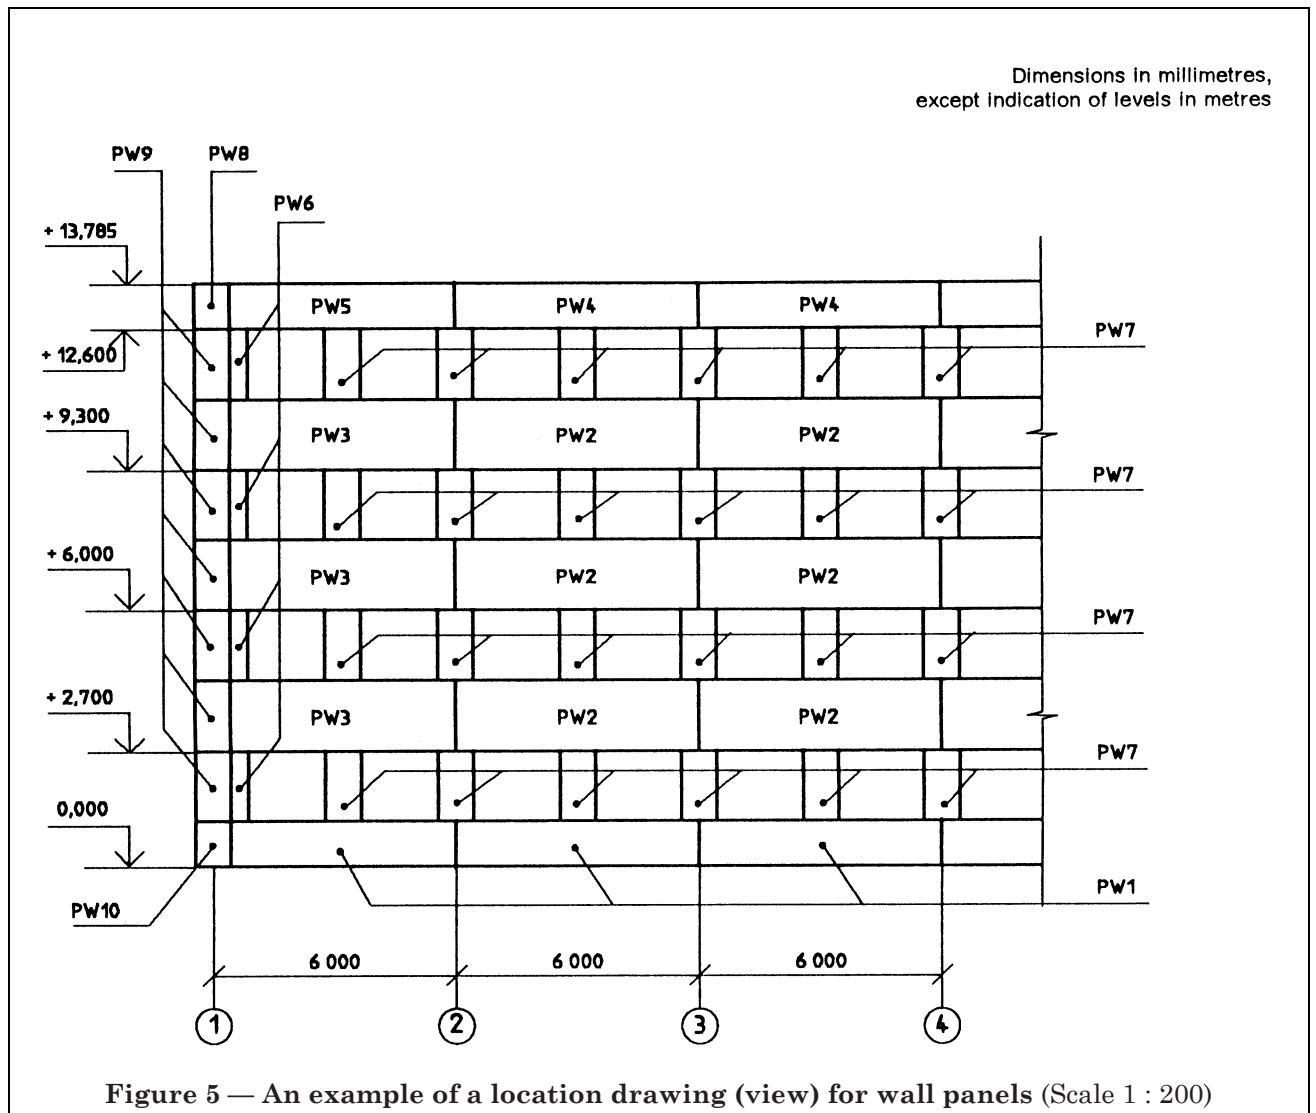 Dimensions in millimetres,
except indication of levels in metres
PW9
PW8
PW6
+ 13,785
PW5
PW4
PW4
PW7
+ 12,600
+ 9,300
PW3
PW2
PW2
PW7
+ 6,000
PW3
PW2
PW2
PW7
+ 2,700
PW3
PW2
PW2
PW7
0,000
PW1
PW10
6 000
6 000
6 000
1
2
3
4
Figure 5 — An example of a location drawing (view) for wall panels (Scale 1 : 200)